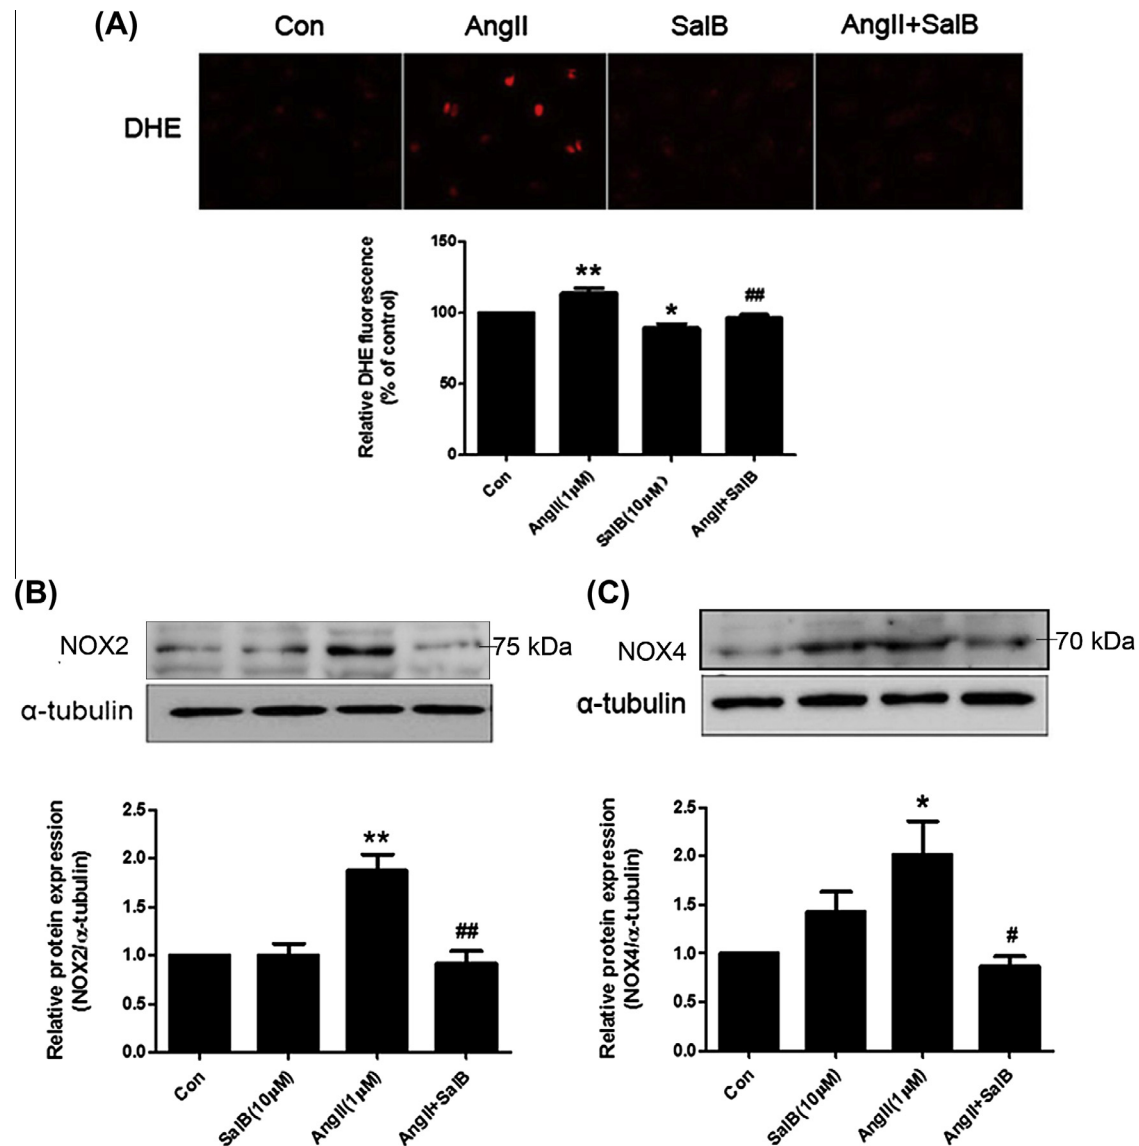 (A)
Con AngII SalB AngII+SalB
DHE
Relative DHE fluorescence
(% of control)
150
100
50
0
**
*
##
Con
AngII(1μM)
SalB(10μM)
AngII+SalB
(B)
NOX2
75 kDa
α-tubulin
Relative protein expression
(NOX2/α-tubulin)
2.5
2.0
1.5
1.0
0.5
0.0
**
##
Con
SalB(10μM)
AngII(1μM)
AngII+SalB
(C)
NOX4
70 kDa
α-tubulin
Relative protein expression
(NOX4/α-tubulin)
2.5
2.0
1.5
1.0
0.5
0.0
*
#
Con
SalB(10μM)
AngII(1μM)
AngII+SalB